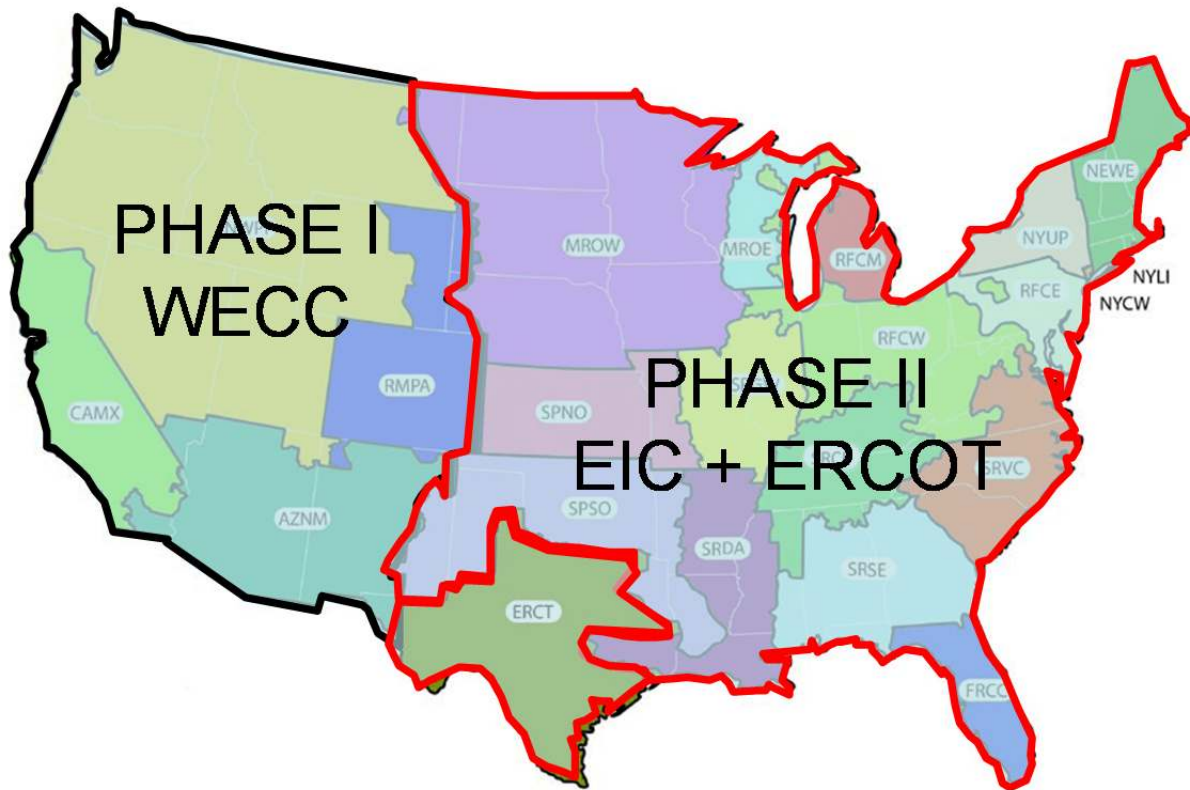 PHASE I
WECC
CAMX
RMPA
AZNM
MROW
MROE
RFCM
NEWE
NYUP
NYLI
NYCW
RFCE
RFCW
PHASE II
EIC + ERCOT
SPNO
SPSO
SRVC
SRDA
SRSE
ERCT
FRCC